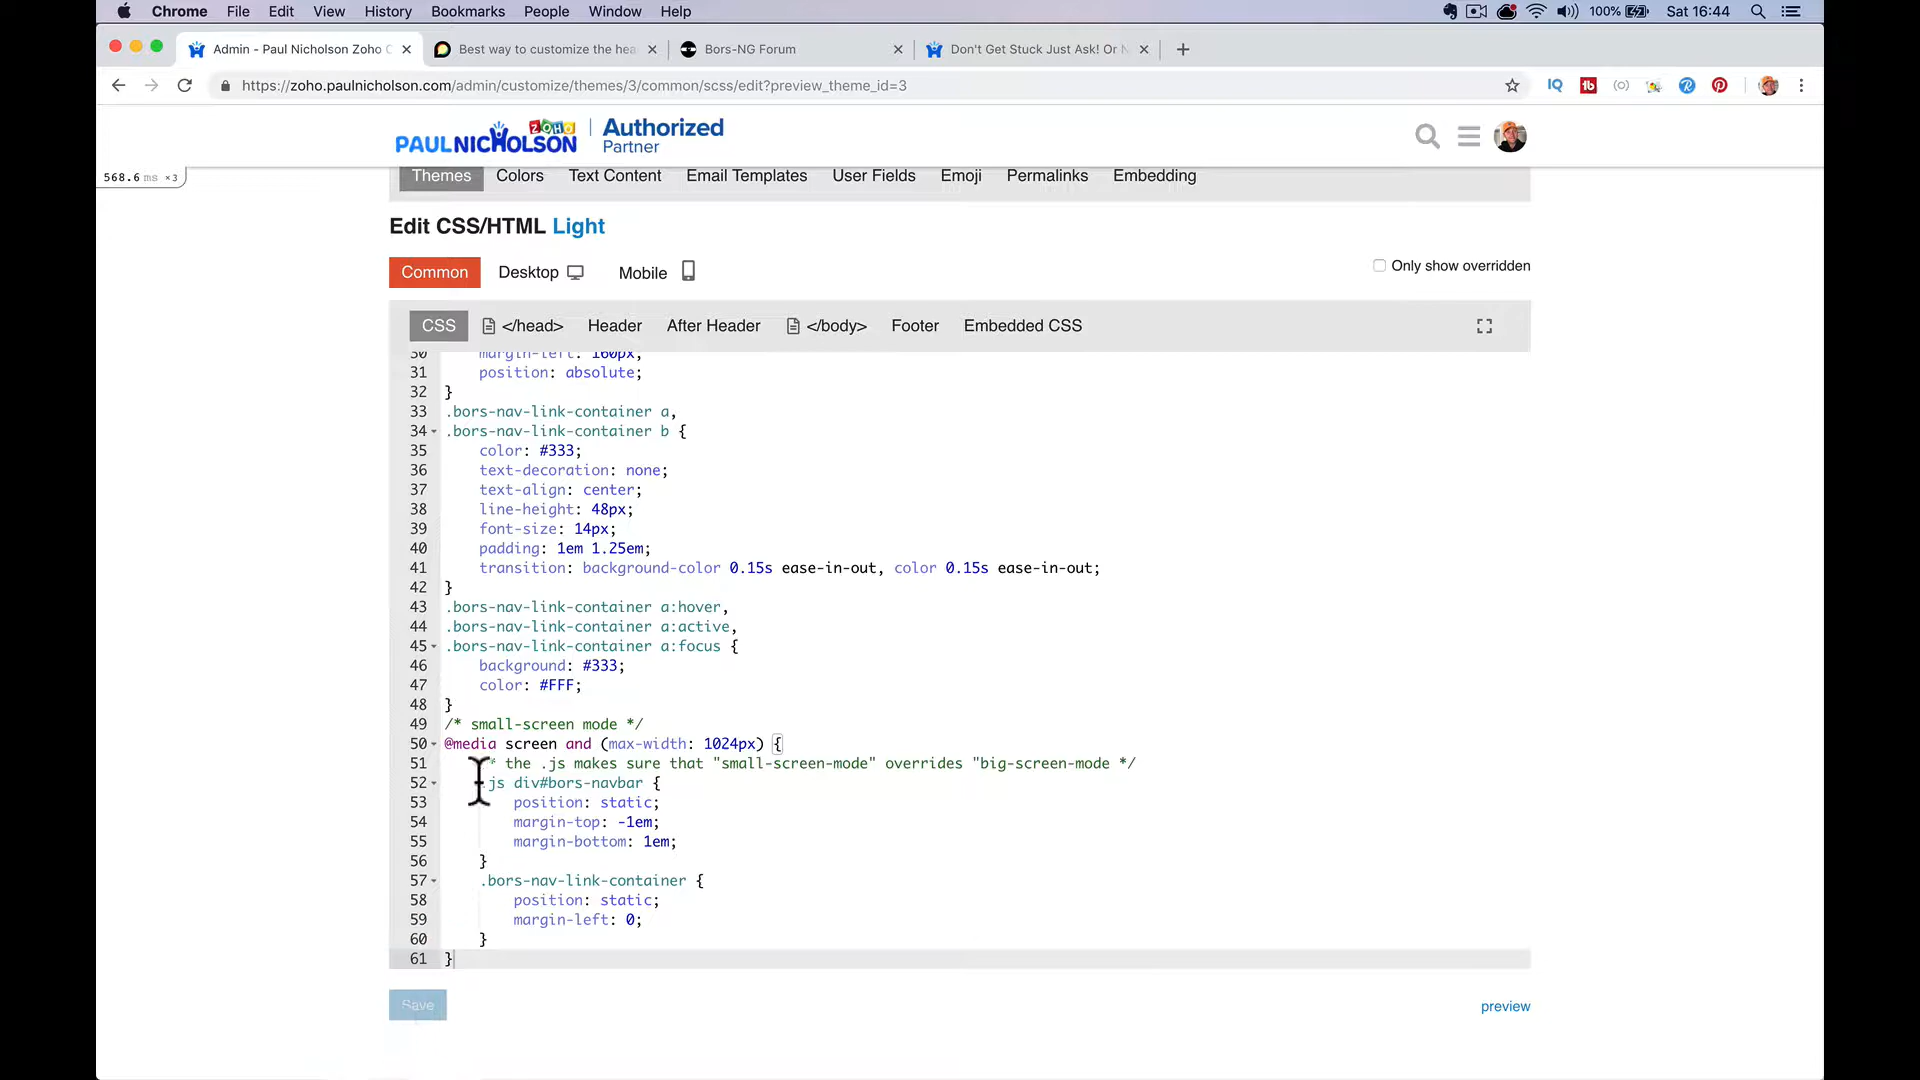 Chrome File Edit View History Bookmarks People Window Help 100% Sat 16:44
Admin - Paul Nicholson Zoho C Best way to customize the hea Bors-NG Forum Don't Get Stuck Just Ask! Or N
https://zoho.paulnicholson.com/admin/customize/themes/3/common/scss/edit?preview_theme_id=3
PAULNICHOLSON ZOHO Authorized
Partner
568.6 ms ×3
Themes Colors Text Content Email Templates User Fields Emoji Permalinks Embedding
Edit CSS/HTML Light
Common Desktop Mobile Only show overridden
CSS </head> Header After Header </body> Footer Embedded CSS
30 margin-left: 160px;
31 position: absolute;
32 }
33 .bors-nav-link-container a,
34 .bors-nav-link-container b {
35 color: #333;
36 text-decoration: none;
37 text-align: center;
38 line-height: 48px;
39 font-size: 14px;
40 padding: 1em 1.25em;
41 transition: background-color 0.15s ease-in-out, color 0.15s ease-in-out;
42 }
43 .bors-nav-link-container a:hover,
44 .bors-nav-link-container a:active,
45 .bors-nav-link-container a:focus {
46 background: #333;
47 color: #FFF;
48 }
49 /* small-screen mode */
50 @media screen and (max-width: 1024px) {
51 /* the .js makes sure that "small-screen-mode" overrides "big-screen-mode */
52 .js div#bors-navbar {
53 position: static;
54 margin-top: -1em;
55 margin-bottom: 1em;
56 }
57 .bors-nav-link-container {
58 position: static;
59 margin-left: 0;
60 }
61 }
Save preview